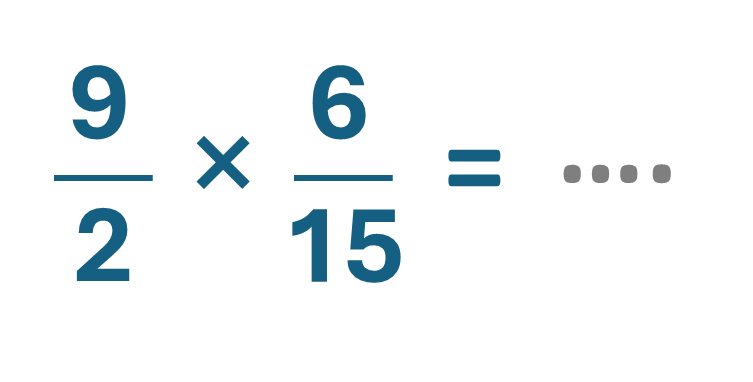 9/2 × 6/15 = ....